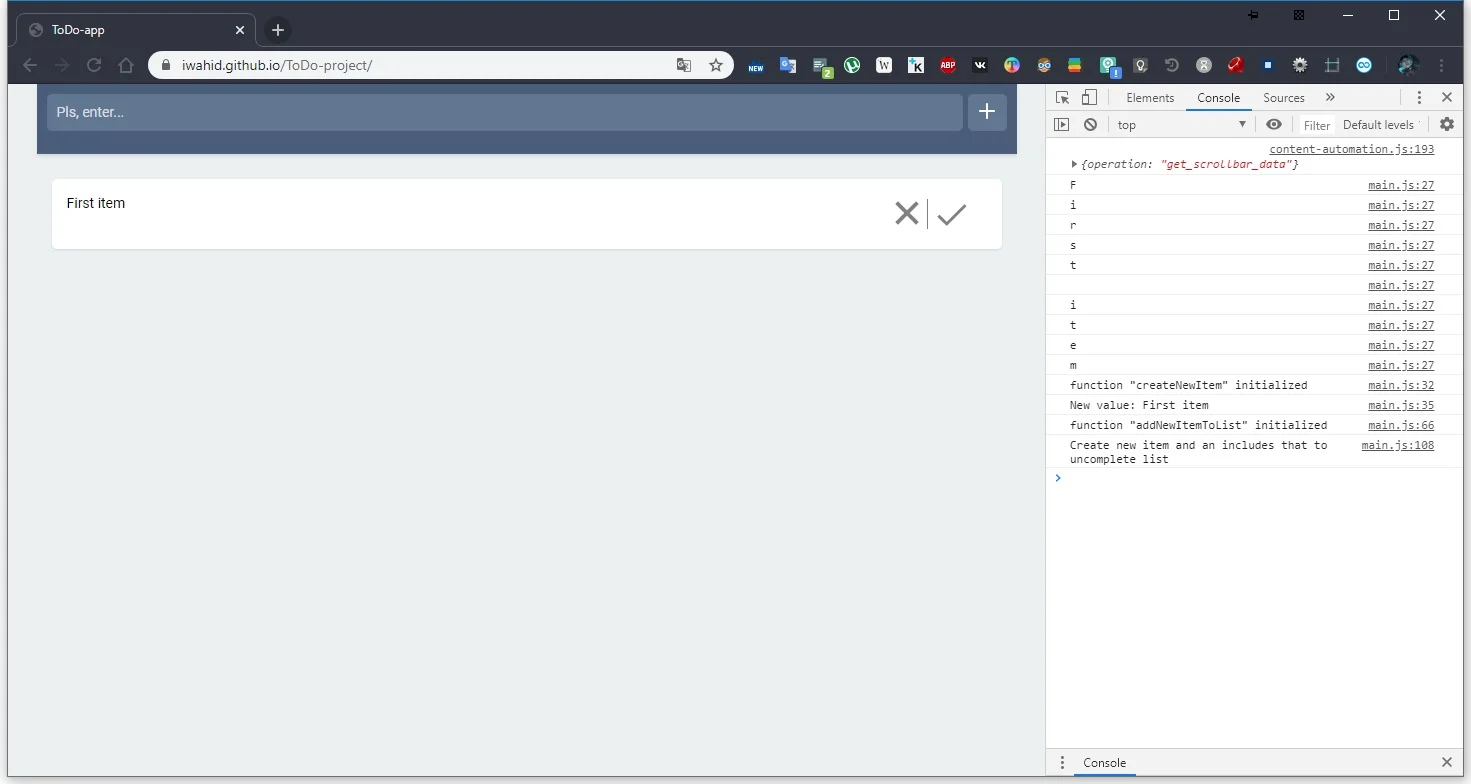 ToDo-app
iwahid.github.io/ToDo-project/
NEW
2
W
K
ABP
VK
!
Pls, enter...
First item
Elements Console Sources »
top Filter Default levels
content-automation.js:193
{operation: "get_scrollbar_data"}
F main.js:27
i main.js:27
r main.js:27
s main.js:27
t main.js:27
main.js:27
i main.js:27
t main.js:27
e main.js:27
m main.js:27
function "createNewItem" initialized main.js:32
New value: First item main.js:35
function "addNewItemToList" initialized main.js:66
Create new item and an includes that to main.js:108
uncomplete list
Console